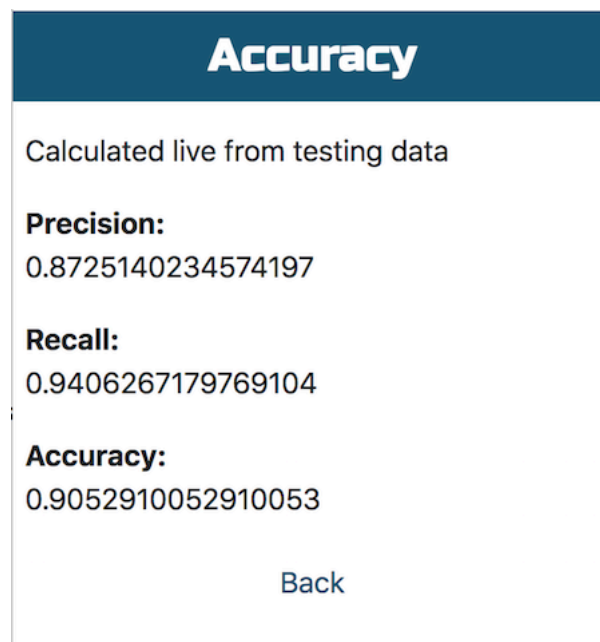 Accuracy
Calculated live from testing data
Precision:
0.8725140234574197
Recall:
0.9406267179769104
Accuracy:
0.9052910052910053
Back